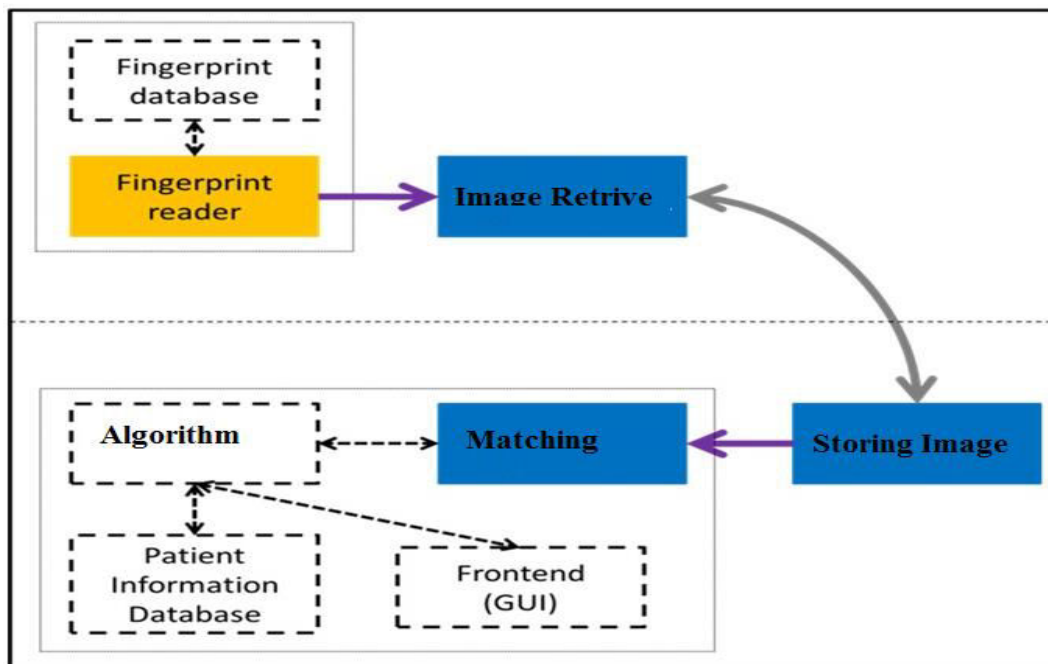 Fingerprint
database
Fingerprint
reader
Image Retrive
Algorithm
Matching
Storing Image
Patient
Information
Database
Frontend
(GUI)